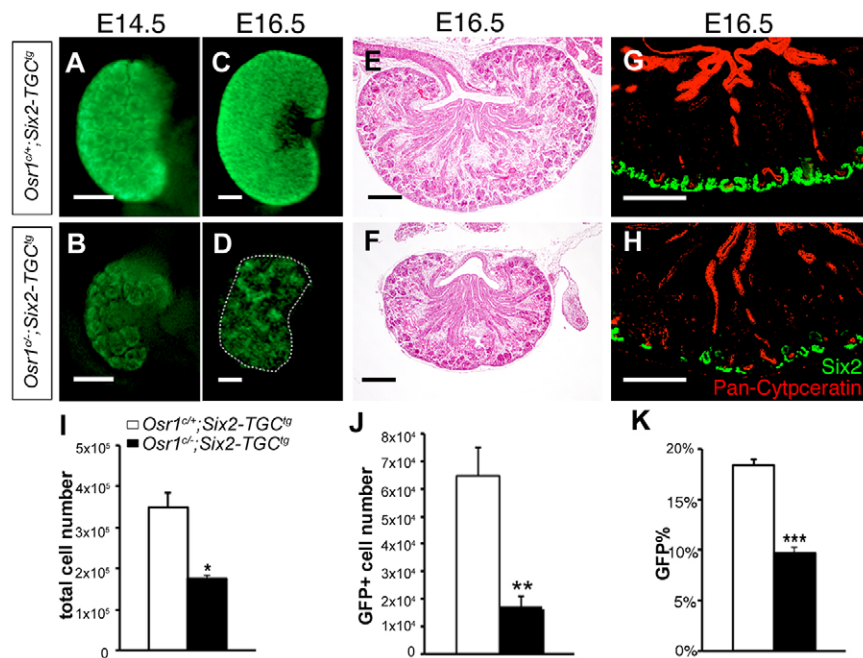 E14.5 E16.5 E16.5 E16.5
Osr1c/+;Six2-TGCtg
A C E G
Osr1c/-;Six2-TGCtg
B D F H
Six2
Pan-Cytpceratin
I J K
Osr1c/+;Six2-TGCtg
Osr1c/-;Six2-TGCtg
total cell number
5x10⁵
4x10⁵
3x10⁵
2x10⁵
1x10⁵
0
*
GFP+ cell number
8x10⁴
7x10⁴
6x10⁴
5x10⁴
4x10⁴
3x10⁴
2x10⁴
1x10⁴
0
**
GFP%
20%
15%
10%
5%
0%
***